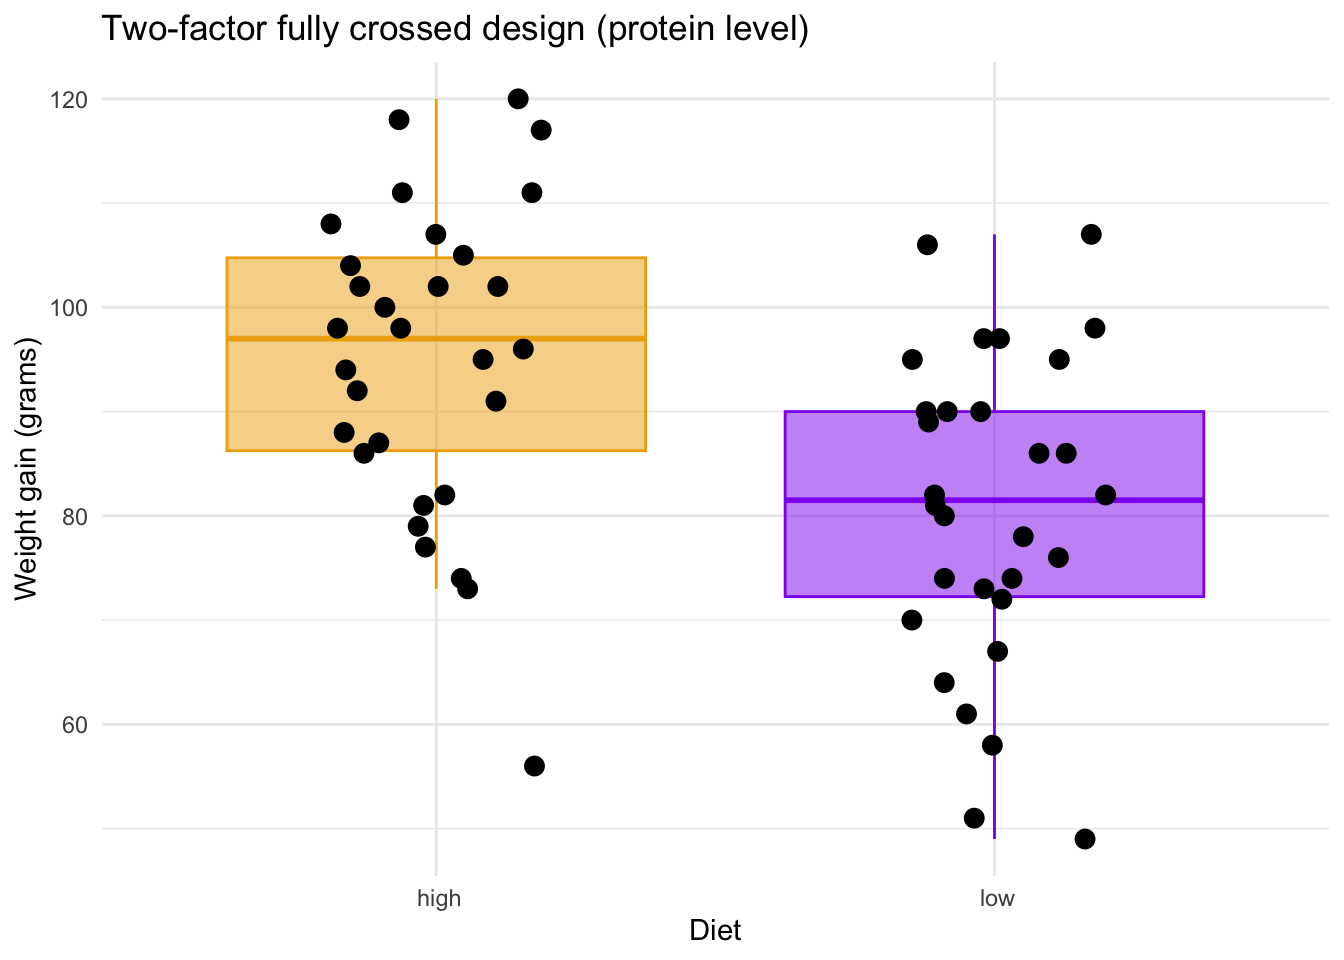 Two-factor fully crossed design (protein level)
Weight gain (grams)
120
100
80
60
high
low
Diet